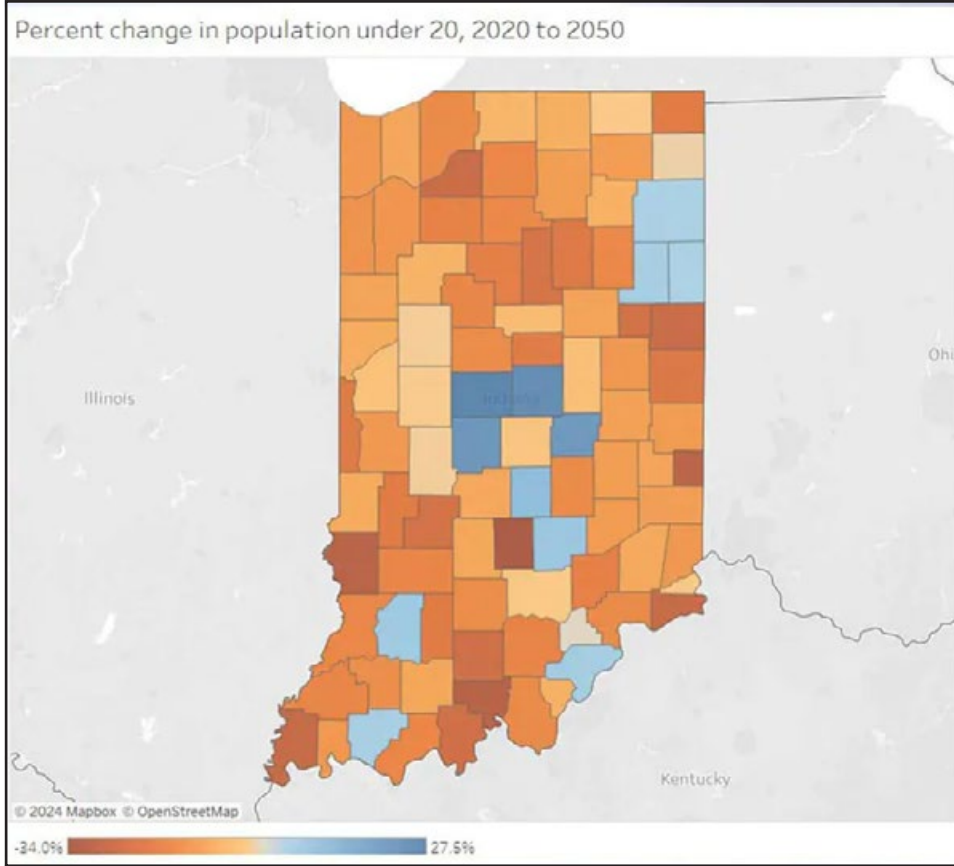 Percent change in population under 20, 2020 to 2050
Illinois
Indiana
Ohi
Kentucky
© 2024 Mapbox © OpenStreetMap
-34.0%
27.5%